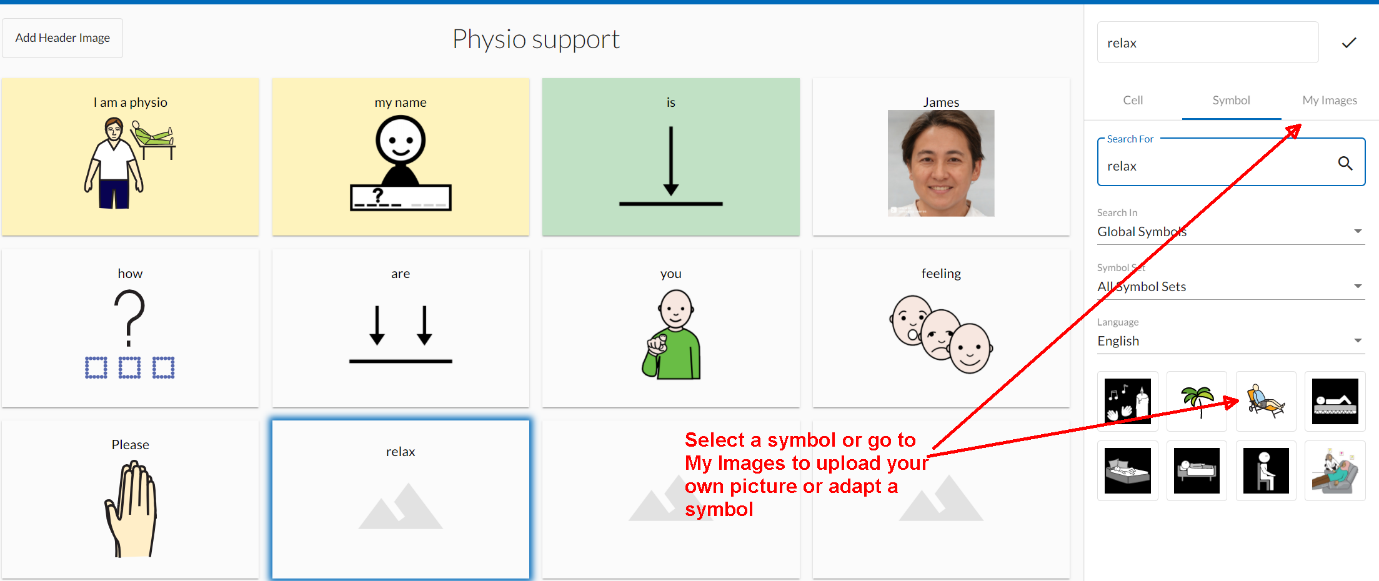 Add Header Image
Physio support
I am a physio
my name
is
James
how
are
you
feeling
Please
relax
Select a symbol or go to
My Images to upload your
own picture or adapt a
symbol
relax
Cell
Symbol
My Images
Search For
relax
Search In
Global Symbols
Symbol Set
All Symbol Sets
Language
English